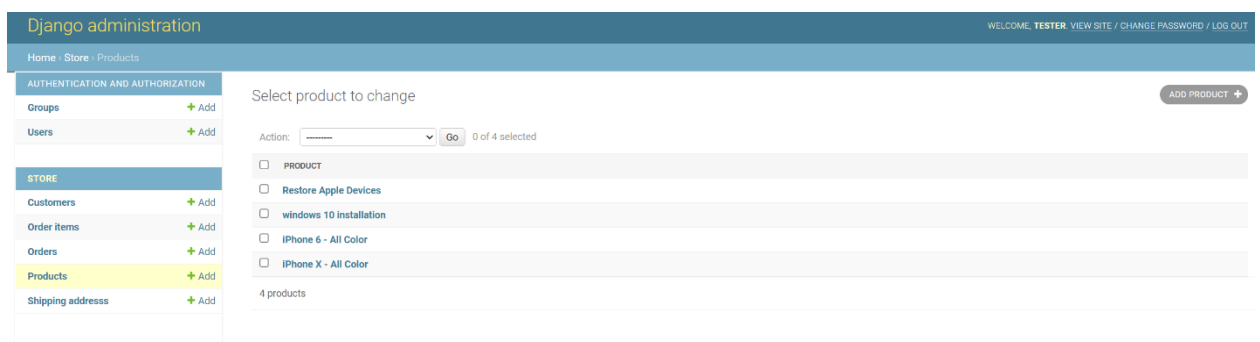 Django administration
WELCOME, TESTER. VIEW SITE / CHANGE PASSWORD / LOG OUT
Home › Store › Products
AUTHENTICATION AND AUTHORIZATION
Groups + Add
Users + Add
STORE
Customers + Add
Order items + Add
Orders + Add
Products + Add
Shipping addresss + Add
Select product to change
ADD PRODUCT +
Action: --------- Go 0 of 4 selected
PRODUCT
Restore Apple Devices
windows 10 installation
iPhone 6 - All Color
iPhone X - All Color
4 products